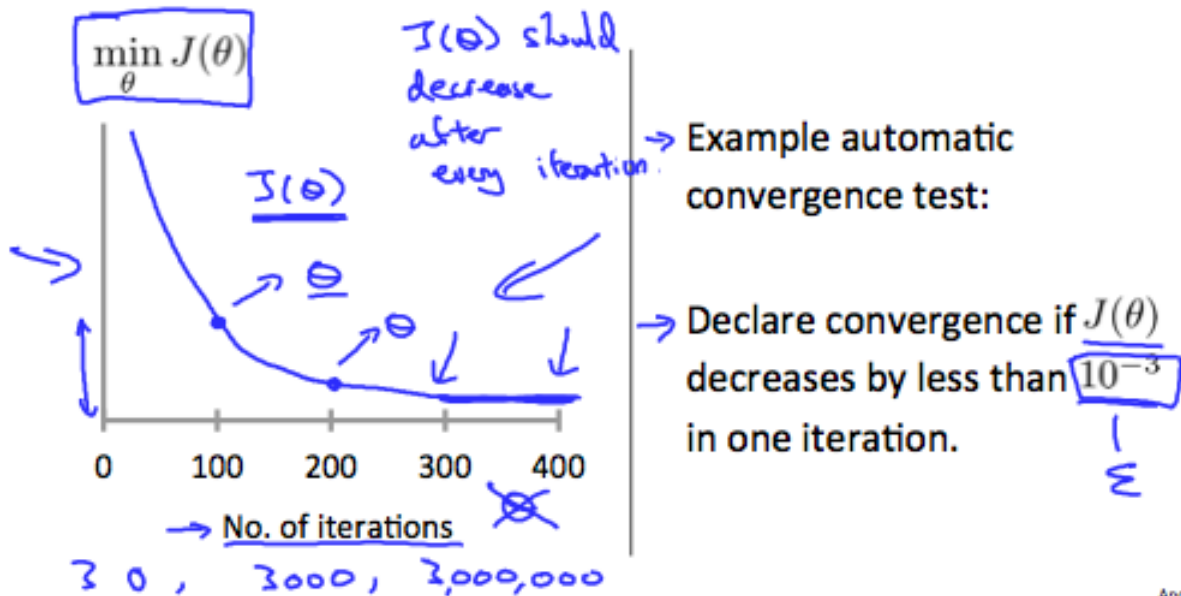 min J(θ)
θ
J(θ) should
decrease
after
every iteration.
J(θ)
θ
θ
0 100 200 300 400
→ No. of iterations θ
30, 3000, 3,000,000
→ Example automatic
convergence test:
→ Declare convergence if J(θ)
decreases by less than 10⁻³
in one iteration.
ε